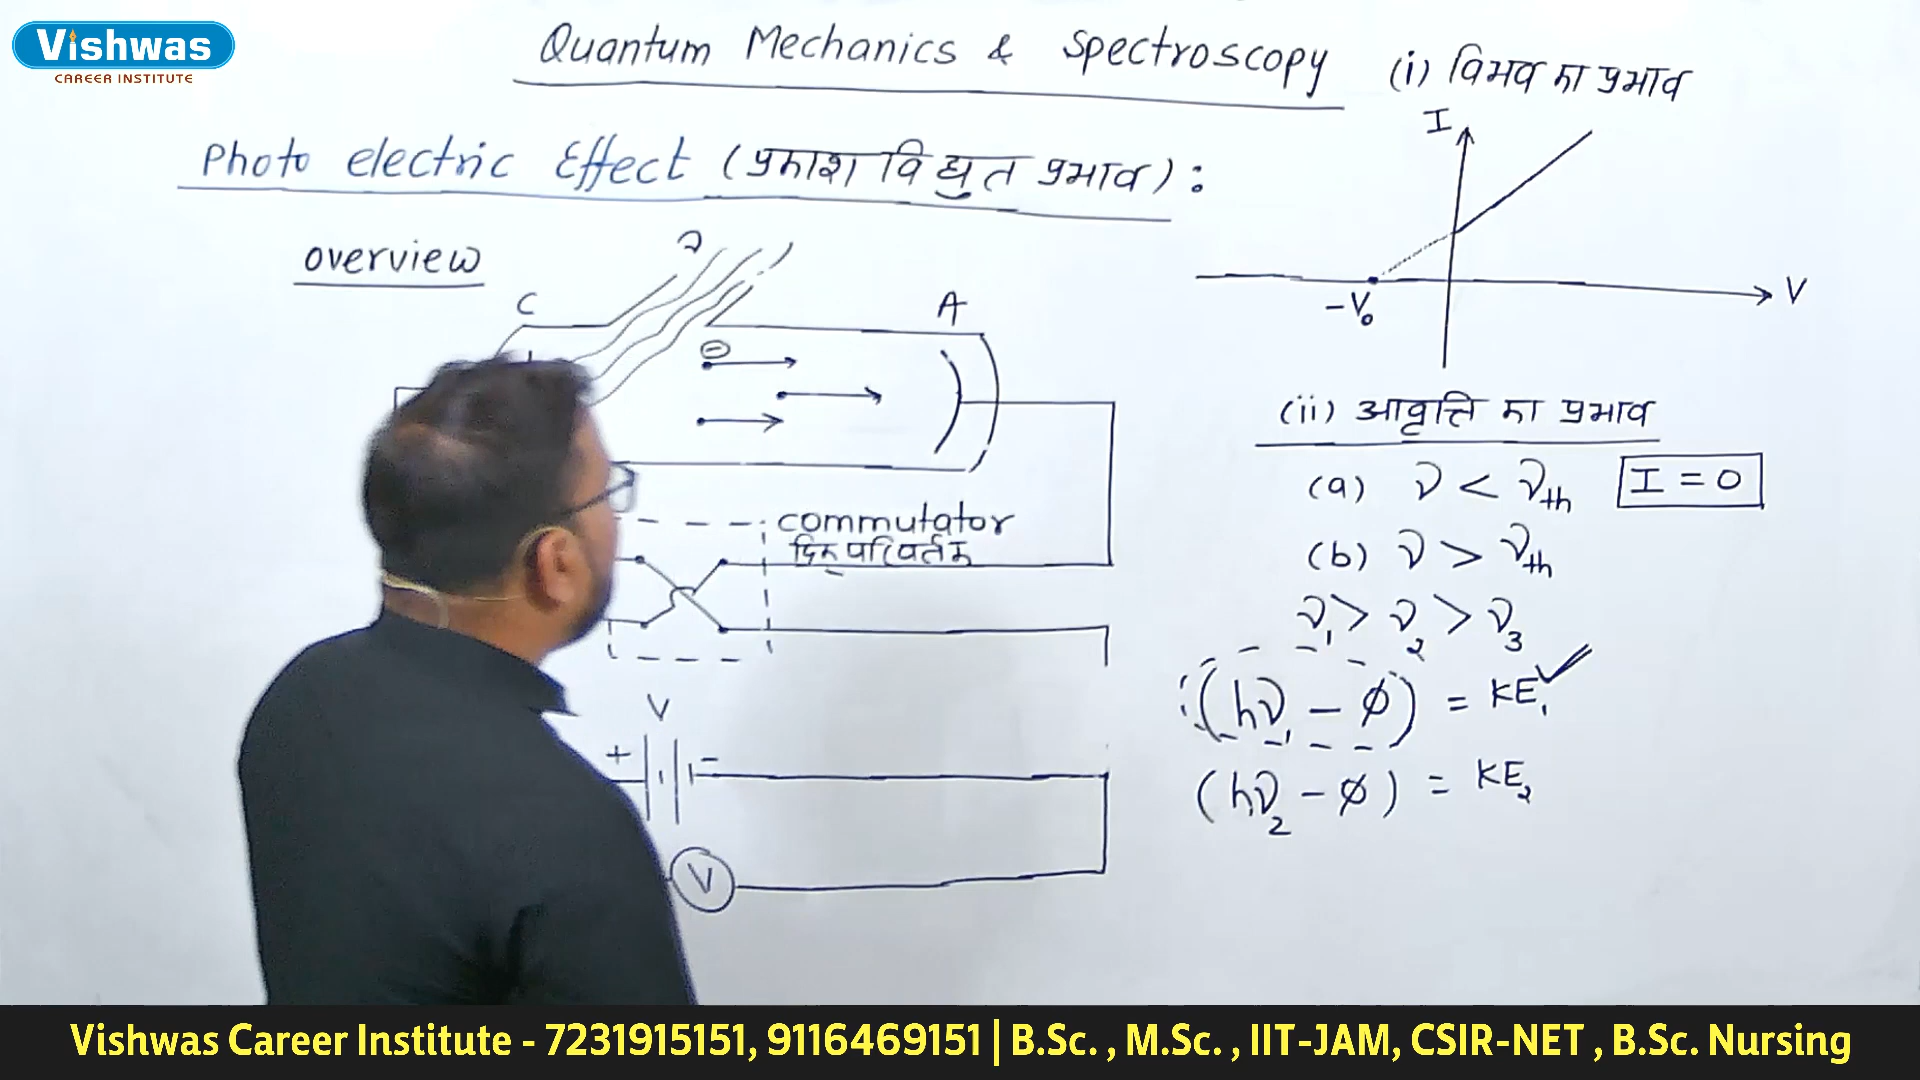 Vishwas
CAREER INSTITUTE
Quantum Mechanics & Spectroscopy
Photo electric Effect (प्रकाश विद्युत प्रभाव) :
overview
ν
C
A
⊖
commutator
दिक् परिवर्तक
V
+ -
V
(i) विभव का प्रभाव
I
V
-V₀
(ii) आवृत्ति का प्रभाव
(a) ν < ν_th I = 0
(b) ν > ν_th
ν₁ > ν₂ > ν₃
(hν₁ - φ) = KE₁ ✓
(hν₂ - φ) = KE₂
Vishwas Career Institute - 7231915151, 9116469151 | B.Sc. , M.Sc. , IIT-JAM, CSIR-NET , B.Sc. Nursing